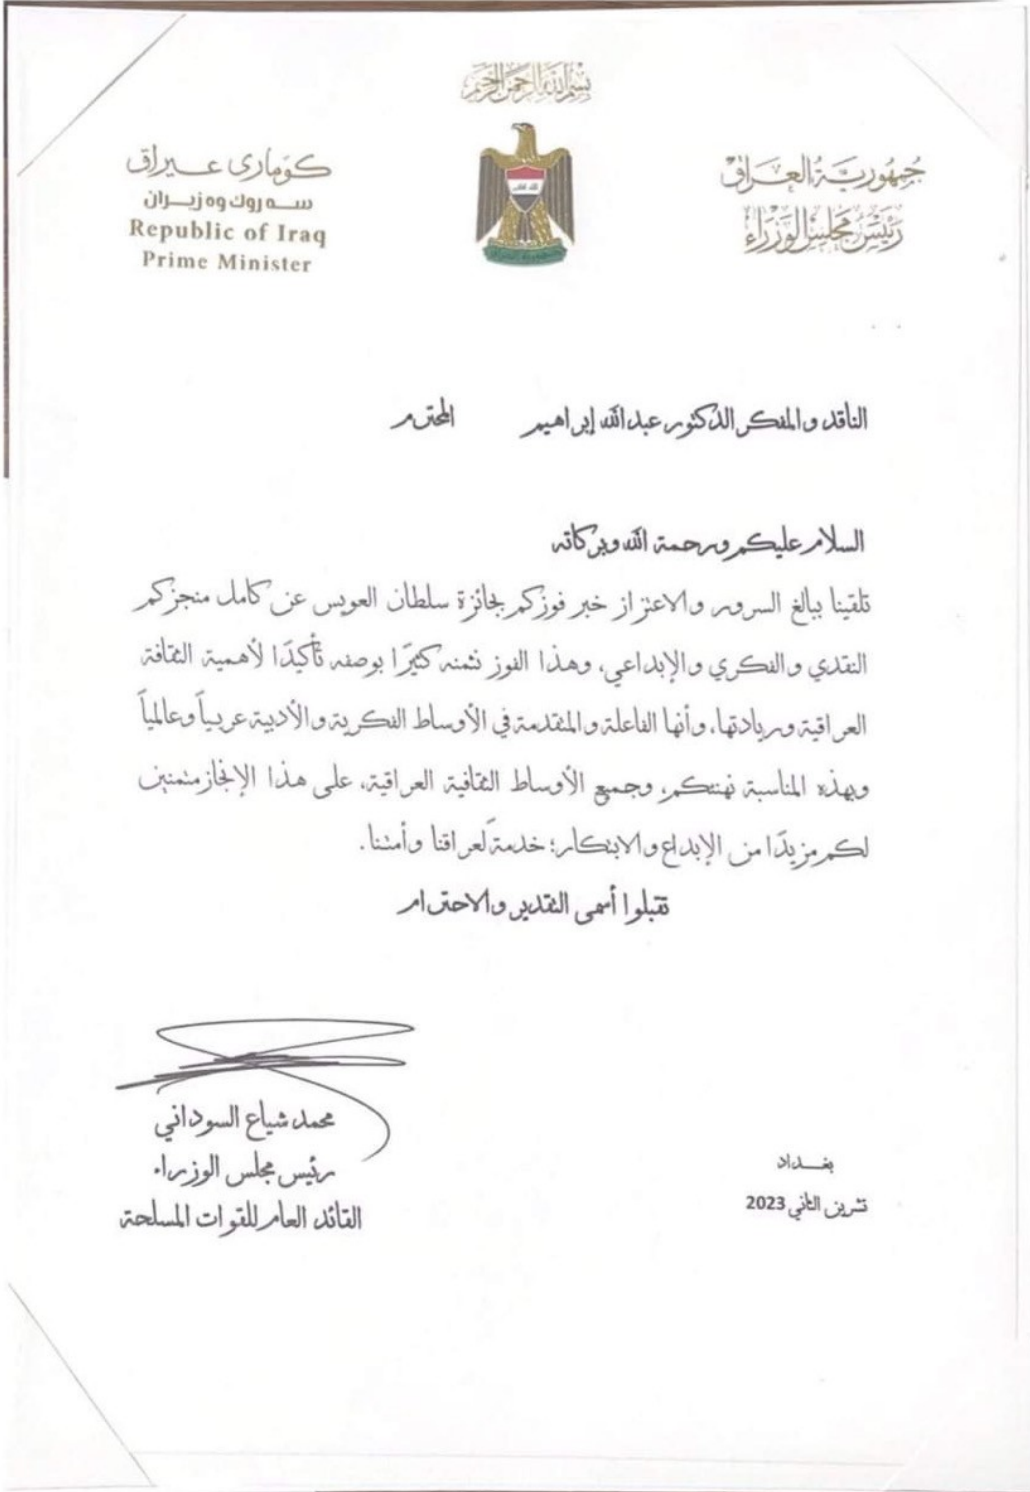 بسم الله الرحمن الرحيم
جمهورية العراق
رئيس مجلس الوزراء
كۆماری عیراق
سەروک وەزیران
Republic of Iraq
Prime Minister
الناقد والمفكر الدكتور عبدالله إبراهيم المحترم
السلام عليكم ورحمة الله وبركاته
تلقينا ببالغ السرور والاعتزاز خبر فوزكم بجائزة سلطان العويس عن كامل منجزكم
النقدي والفكري والإبداعي، وهذا الفوز نثمنه كثيرًا بوصفه تأكيدًا لأهمية الثقافة
العراقية وريادتها، وأنها الفاعلة والمتقدمة في الأوساط الفكرية والأدبية عربياً وعالمياً
وبهذه المناسبة نهنئكم، وجميع الأوساط الثقافية العراقية، على هذا الإنجاز متمنين
لكم مزيدًا من الإبداع والابتكار؛ خدمةً لعراقنا وأمتنا.
تقبلوا أسمى التقدير والاحترام
محمد شياع السوداني
رئيس مجلس الوزراء
القائد العام للقوات المسلحة
بغـــداد
تشرين الثاني 2023